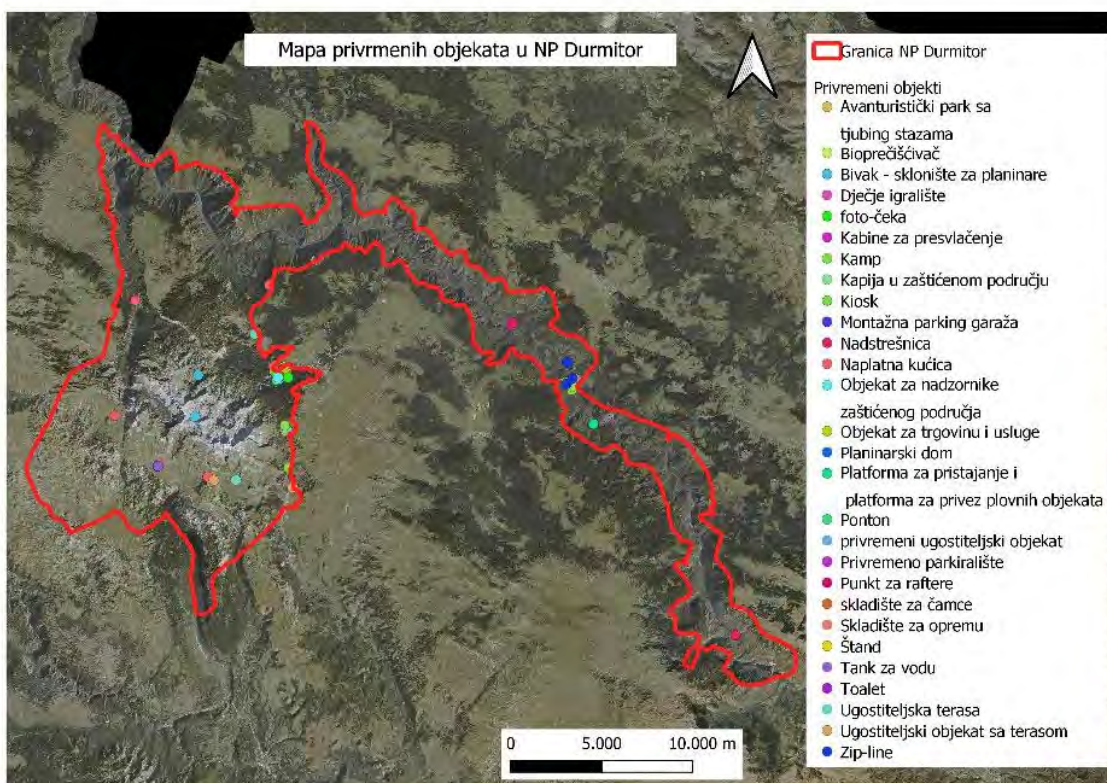 Mapa privrmenih objekata u NP Durmitor
Granica NP Durmitor
Privremeni objekti
Avanturistički park sa
tjubing stazama
Bioprečišćivač
Bivak - sklonište za planinare
Dječje igralište
foto-čeka
Kabine za presvlačenje
Kamp
Kapija u zaštićenom području
Kiosk
Montažna parking garaža
Nadstrešnica
Naplatna kućica
Objekat za nadzornike
zaštićenog područja
Objekat za trgovinu i usluge
Planinarski dom
Platforma za pristajanje i
platforma za privez plovnih objekata
Ponton
privremeni ugostiteljski objekat
Privremeno parkiralište
Punkt za raftere
skladište za čamce
Skladište za opremu
Štand
Tank za vodu
Toalet
Ugostiteljska terasa
Ugostiteljski objekat sa terasom
Zip-line
0 5.000 10.000 m